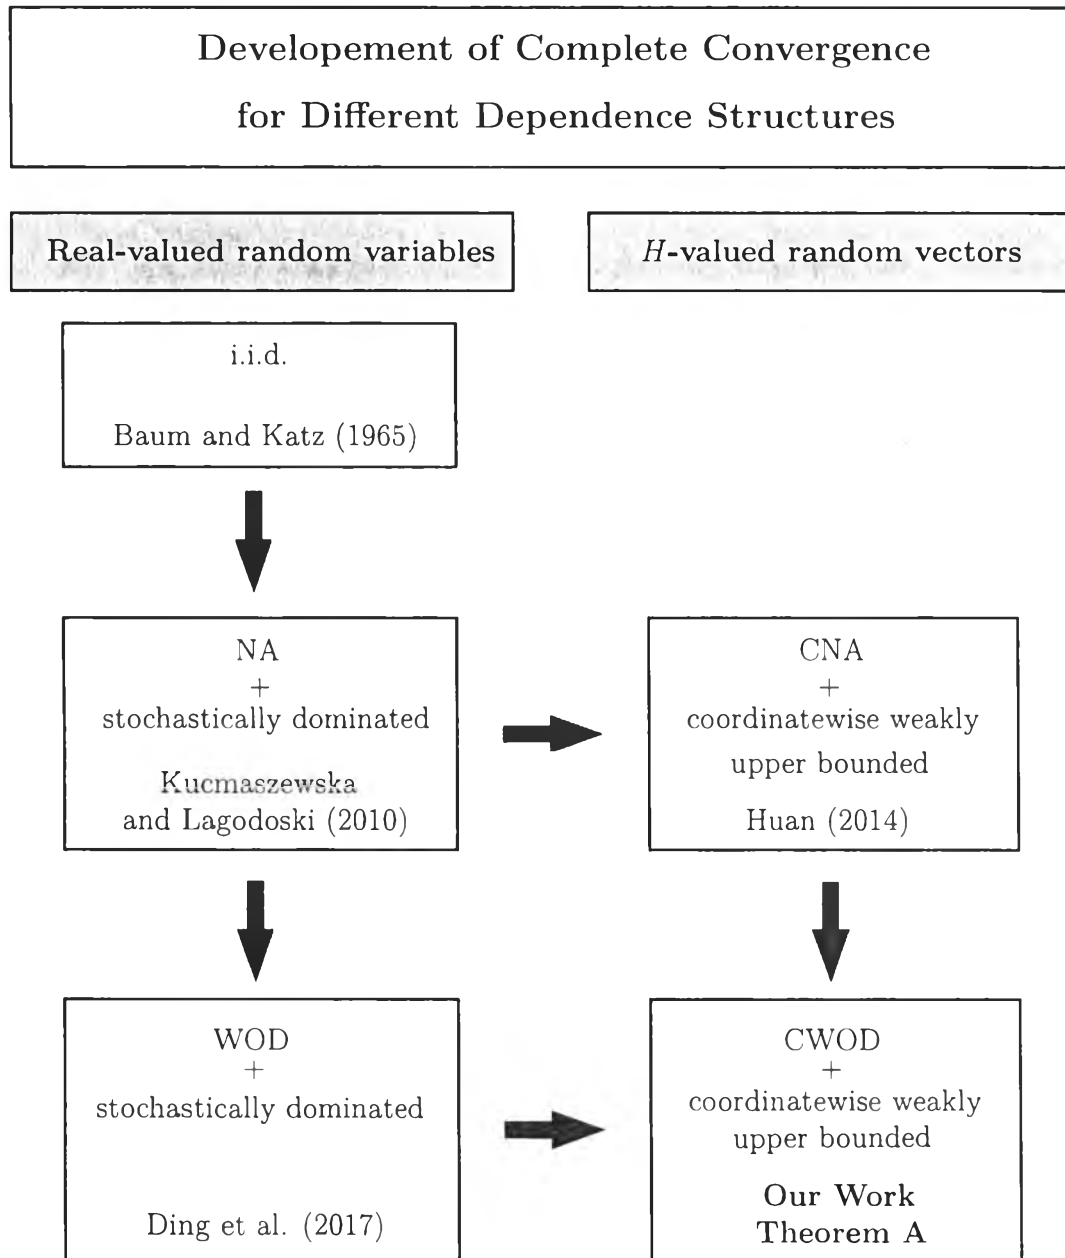 Developement of Complete Convergence
for Different Dependence Structures
Real-valued random variables
H-valued random vectors
i.i.d.
Baum and Katz (1965)
NA
+
stochastically dominated
Kucmaszewska
and Lagodoski (2010)
CNA
+
coordinatewise weakly
upper bounded
Huan (2014)
WOD
+
stochastically dominated
Ding et al. (2017)
CWOD
+
coordinatewise weakly
upper bounded
Our Work
Theorem A